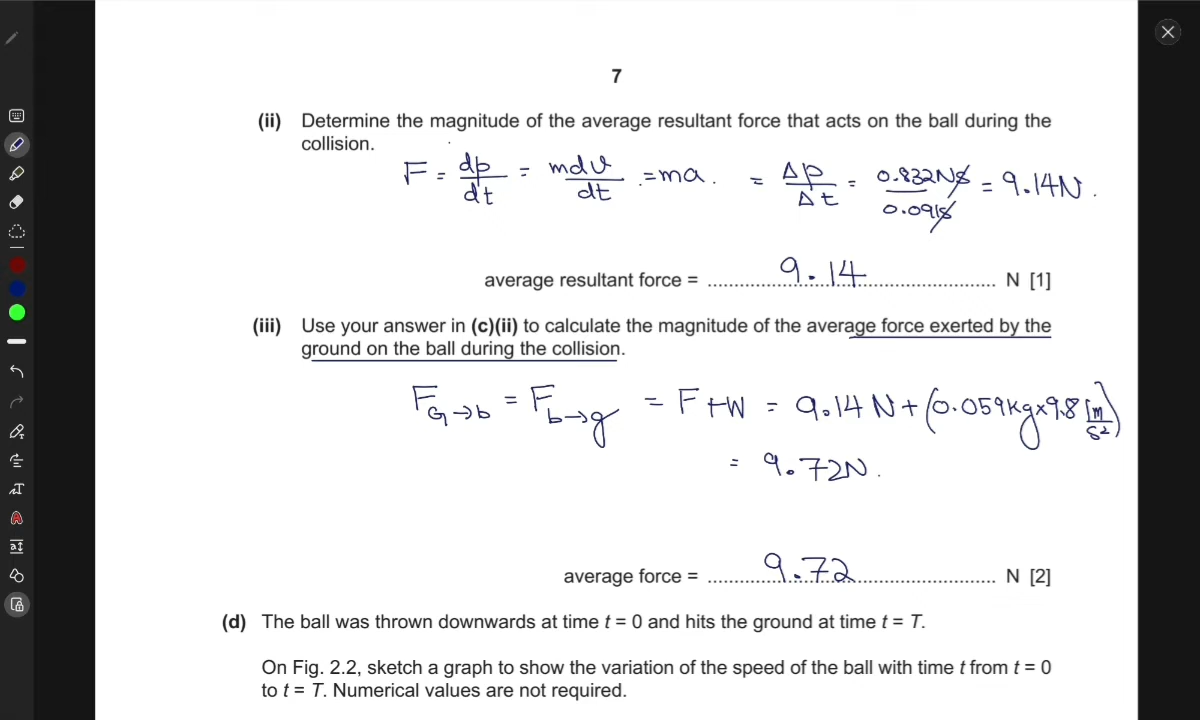 7
(ii) Determine the magnitude of the average resultant force that acts on the ball during the
collision.
F = dp/dt = mdv/dt = ma. = Δp/Δt = 0.832Ns/0.091s = 9.14N.
average resultant force = 9.14 N [1]
(iii) Use your answer in (c)(ii) to calculate the magnitude of the average force exerted by the
ground on the ball during the collision.
F G→b = F b→g = F+W = 9.14 N + (0.059kg×9.8 [m/s²)
= 9.72N.
average force = 9.72 N [2]
(d) The ball was thrown downwards at time t = 0 and hits the ground at time t = T.
On Fig. 2.2, sketch a graph to show the variation of the speed of the ball with time t from t = 0
to t = T. Numerical values are not required.